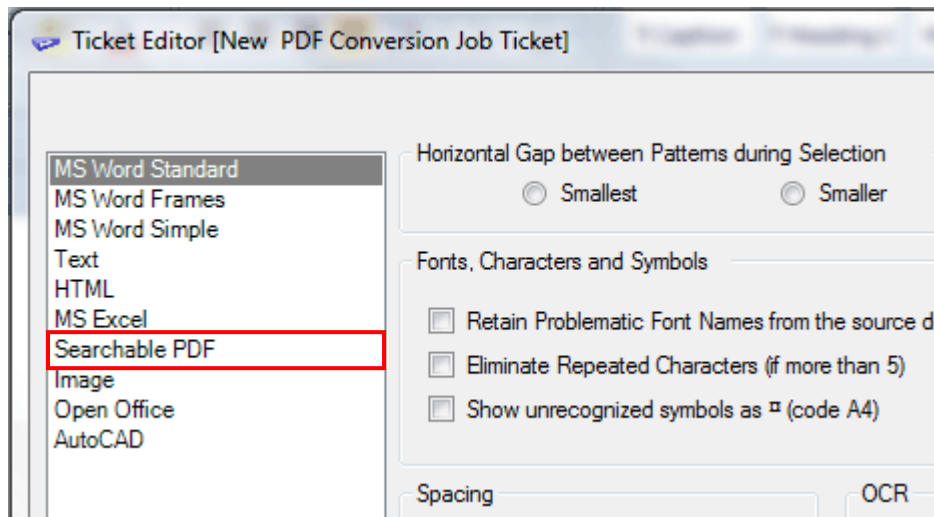 Ticket Editor [New  PDF Conversion Job Ticket]
MS Word Standard
MS Word Frames
MS Word Simple
Text
HTML
MS Excel
Searchable PDF
Image
Open Office
AutoCAD
Horizontal Gap between Patterns during Selection
Smallest
Smaller
Fonts, Characters and Symbols
Retain Problematic Font Names from the source d
Eliminate Repeated Characters (if more than 5)
Show unrecognized symbols as ¤ (code A4)
Spacing
OCR